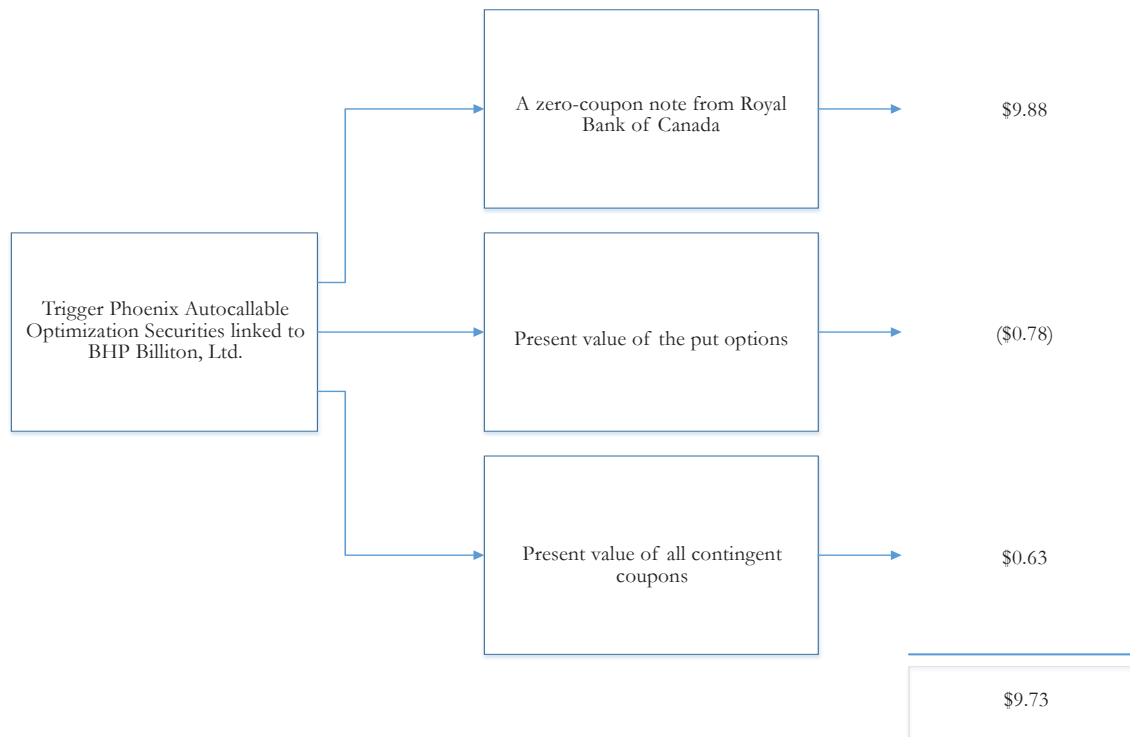 A zero-coupon note from Royal
Bank of Canada
$9.88
Trigger Phoenix Autocallable
Optimization Securities linked to
BHP Billiton, Ltd.
Present value of the put options
($0.78)
Present value of all contingent
coupons
$0.63
$9.73